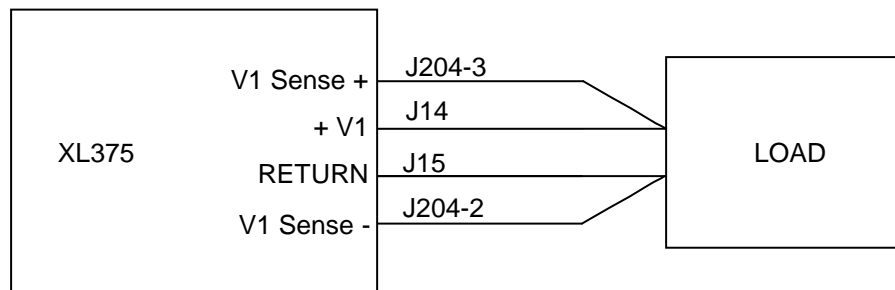 V1 Sense + J204-3
+ V1 J14
XL375
LOAD
RETURN J15
V1 Sense - J204-2